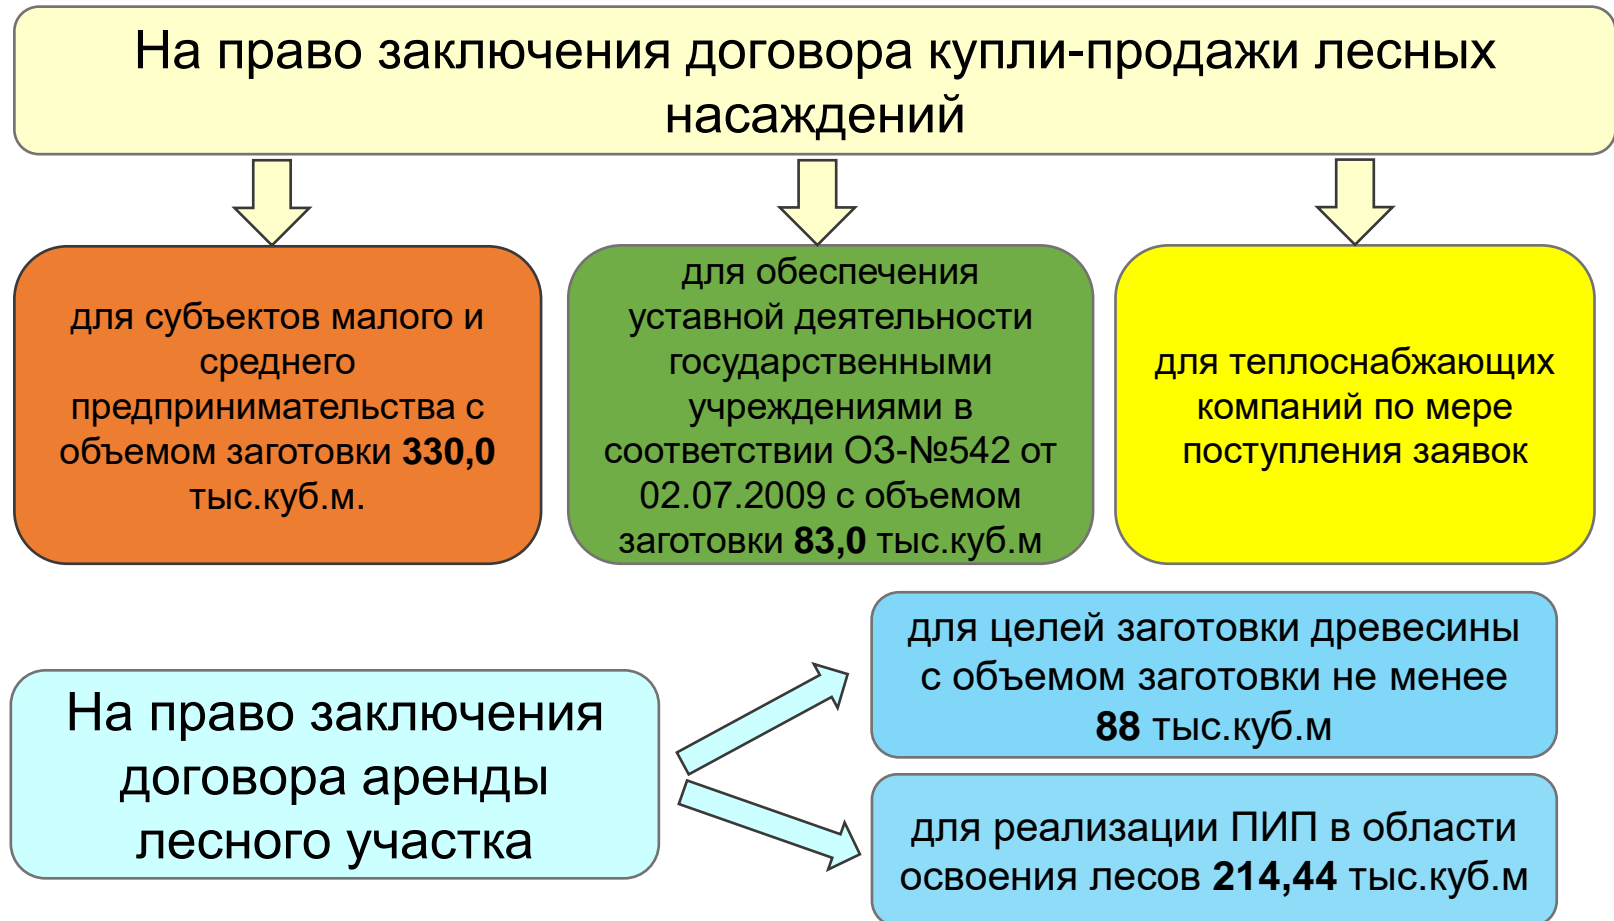 На право заключения договора купли-продажи лесных
насаждений
для субъектов малого и
среднего
предпринимательства с
объемом заготовки 330,0
тыс.куб.м.
для обеспечения
уставной деятельности
государственными
учреждениями в
соответствии ОЗ-№542 от
02.07.2009 с объемом
заготовки 83,0 тыс.куб.м
для теплоснабжающих
компаний по мере
поступления заявок
На право заключения
договора аренды
лесного участка
для целей заготовки древесины
с объемом заготовки не менее
88 тыс.куб.м
для реализации ПИП в области
освоения лесов 214,44 тыс.куб.м